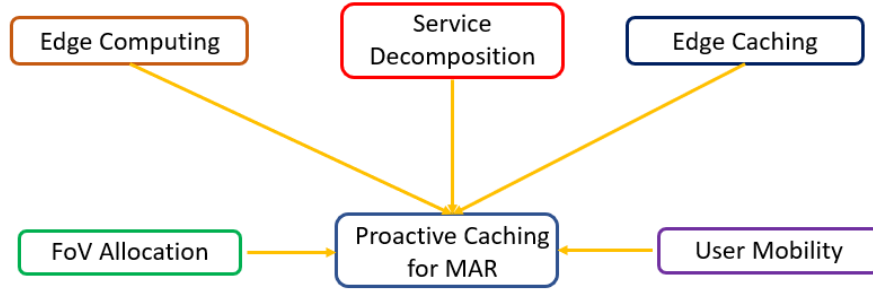 Edge Computing
Service
Decomposition
Edge Caching
FoV Allocation
Proactive Caching
for MAR
User Mobility